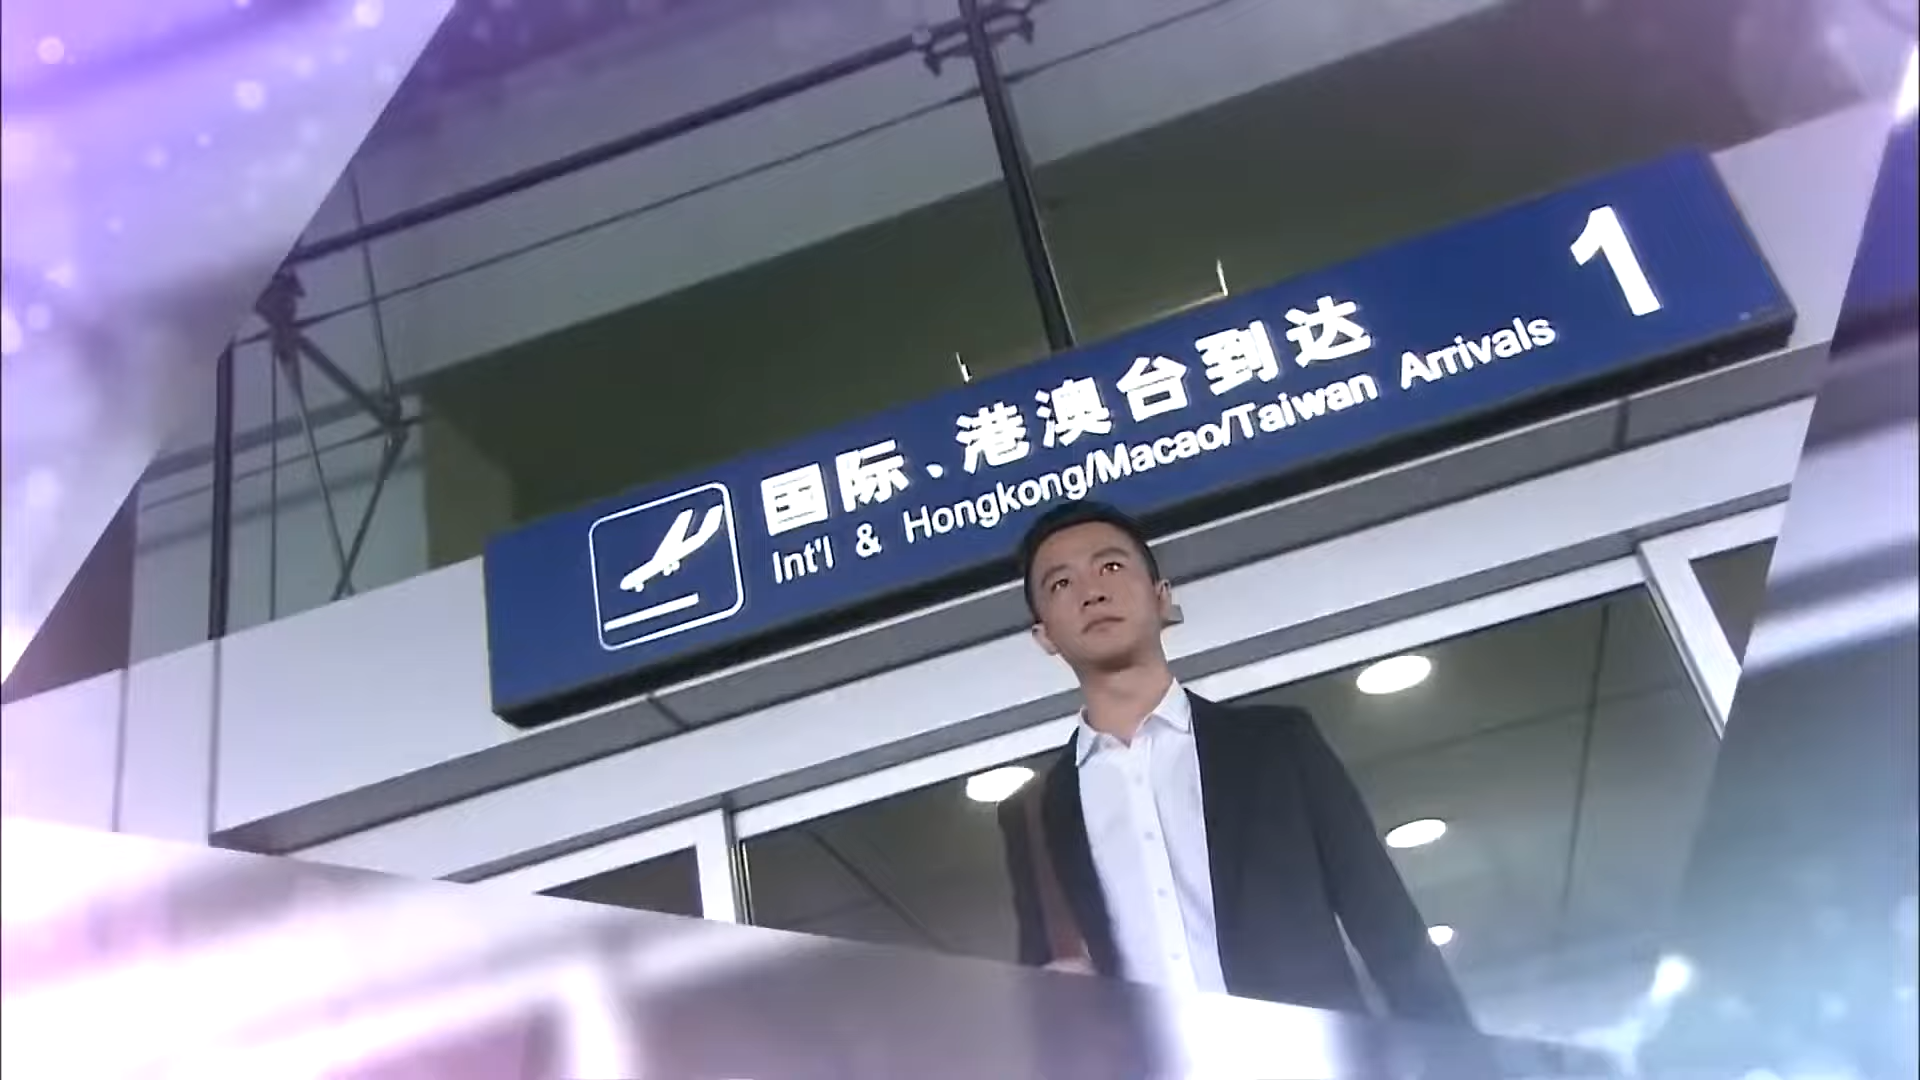 国际、港澳台到达
Int'l & Hongkong/Macao/Taiwan Arrivals
1